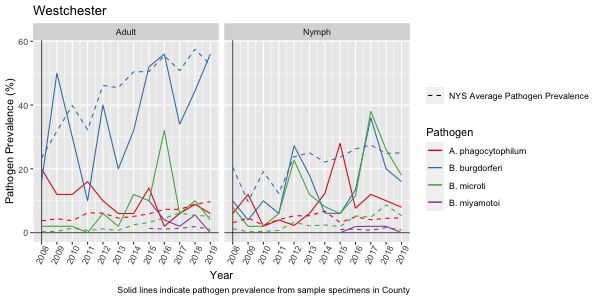 Westchester
Adult
Nymph
Pathogen Prevalence (%)
60
40
20
0
2008 2009 2010 2011 2012 2013 2014 2015 2016 2017 2018 2019
2008 2009 2010 2011 2012 2013 2014 2015 2016 2017 2018 2019
Year
NYS Average Pathogen Prevalence
Pathogen
A. phagocytophilum
B. burgdorferi
B. microti
B. miyamotoi
Solid lines indicate pathogen prevalence from sample specimens in County